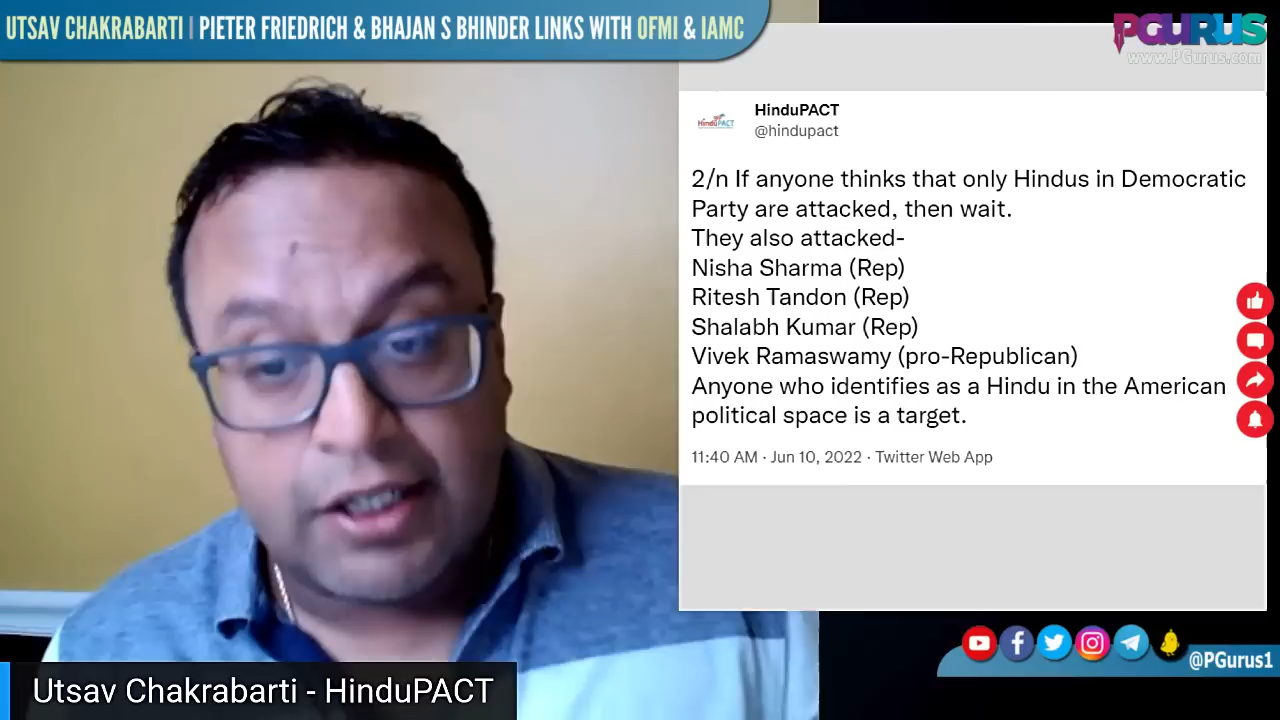 UTSAV CHAKRABARTI | PIETER FRIEDRICH & BHAJAN S BHINDER LINKS WITH OFMI & IAMC
PGURUS
www.PGurus.com
HinduPACT
HinduPACT
@hindupact
2/n If anyone thinks that only Hindus in Democratic
Party are attacked, then wait.
They also attacked-
Nisha Sharma (Rep)
Ritesh Tandon (Rep)
Shalabh Kumar (Rep)
Vivek Ramaswamy (pro-Republican)
Anyone who identifies as a Hindu in the American
political space is a target.
11:40 AM · Jun 10, 2022 · Twitter Web App
@PGurus1
Utsav Chakrabarti - HinduPACT